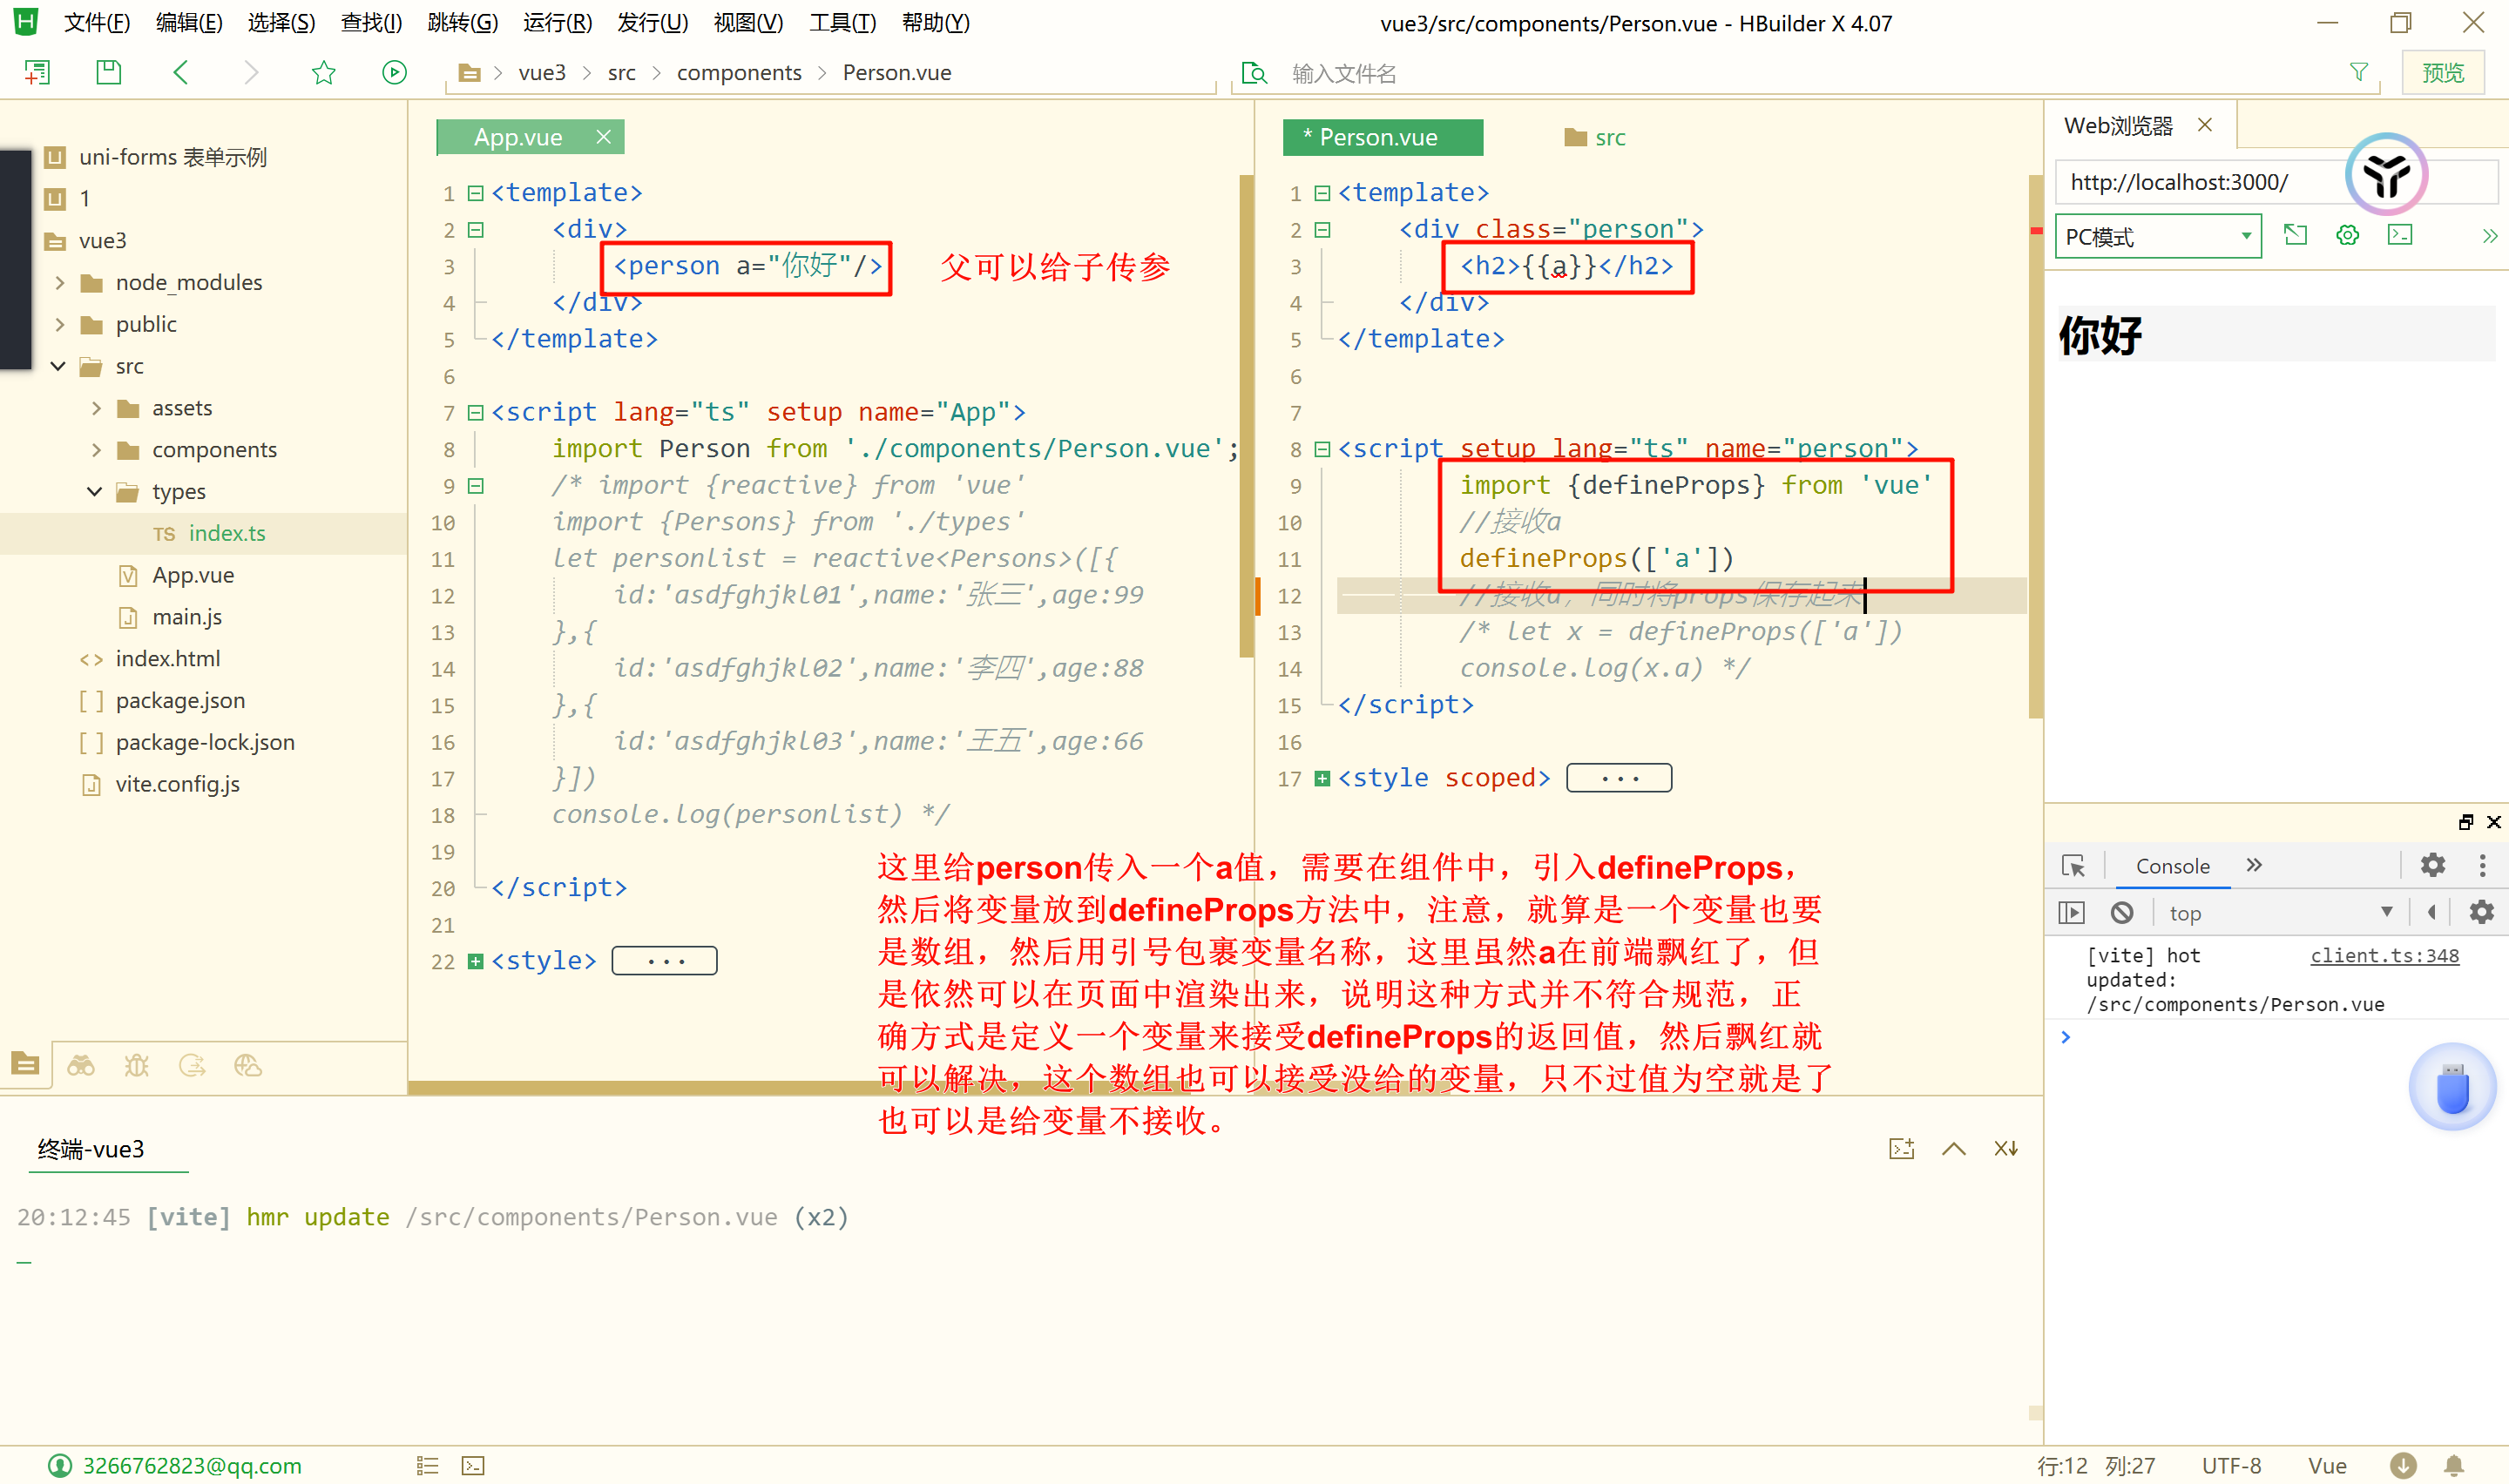 文件(F) 编辑(E) 选择(S) 查找(I) 跳转(G) 运行(R) 发行(U) 视图(V) 工具(T) 帮助(Y)
vue3/src/components/Person.vue - HBuilder X 4.07
vue3 src components Person.vue
输入文件名
预览
uni-forms 表单示例
1
vue3
node_modules
public
src
assets
components
types
TS index.ts
App.vue
main.js
index.html
package.json
package-lock.json
vite.config.js
App.vue
1 <template>
2 <div>
3 <person a="你好"/>
4 </div>
5 </template>
6
7 <script lang="ts" setup name="App">
8 import Person from './components/Person.vue';
9 /* import {reactive} from 'vue'
10 import {Persons} from './types'
11 let personlist = reactive<Persons>([{
12 id:'asdfghjkl01',name:'张三',age:99
13 },{
14 id:'asdfghjkl02',name:'李四',age:88
15 },{
16 id:'asdfghjkl03',name:'王五',age:66
17 }])
18 console.log(personlist) */
19
20 </script>
21
22 <style> ...
父可以给子传参
* Person.vue
src
1 <template>
2 <div class="person">
3 <h2>{{a}}</h2>
4 </div>
5 </template>
6
7
8 <script setup lang="ts" name="person">
9 import {defineProps} from 'vue'
10 //接收a
11 defineProps(['a'])
12 //接收a，同时将props保存起来
13 /* let x = defineProps(['a'])
14 console.log(x.a) */
15 </script>
16
17 <style scoped> ...
这里给person传入一个a值，需要在组件中，引入defineProps，
然后将变量放到defineProps方法中，注意，就算是一个变量也要
是数组，然后用引号包裹变量名称，这里虽然a在前端飘红了，但
是依然可以在页面中渲染出来，说明这种方式并不符合规范，正
确方式是定义一个变量来接受defineProps的返回值，然后飘红就
可以解决，这个数组也可以接受没给的变量，只不过值为空就是了
也可以是给变量不接收。
Web浏览器
http://localhost:3000/
PC模式
你好
Console
top
[vite] hot client.ts:348
updated:
/src/components/Person.vue
终端-vue3
20:12:45 [vite] hmr update /src/components/Person.vue (x2)
3266762823@qq.com
行:12 列:27 UTF-8 Vue